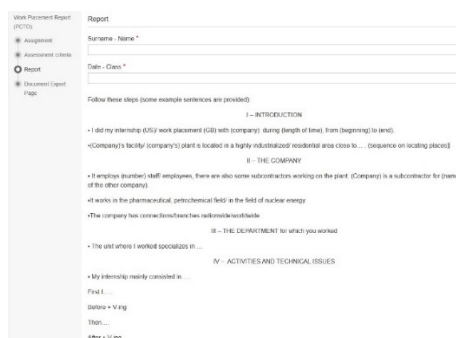 Work Placement Report
(PCTO)
Assignment
Assessment criteria
Report
Document Export
Page
Report
Surname - Name *
Date - Class *
Follow these steps (some example sentences are provided)
I – INTRODUCTION
• I did my internship (US)/ work placement (GB) with (company) during (length of time), from (beginning) to (end).
•(Company)'s facility/ (company's) plant is located in a highly industrialized/ residential area close to.... (sequence on locating places)
II – THE COMPANY
• It employs (number) staff/ employees, there are also some subcontractors working on the plant. (Company) is a subcontractor for (name
of the other company).
•It works in the pharmaceutical, petrochemical field/ in the field of nuclear energy
•The company has connections/branches nationwide/worldwide.
III – THE DEPARTMENT for which you worked
• The unit where I worked specializes in ...
IV – ACTIVITIES AND TECHNICAL ISSUES
• My internship mainly consisted in....
First I....
Before + V-ing
Then....
After + V-ing